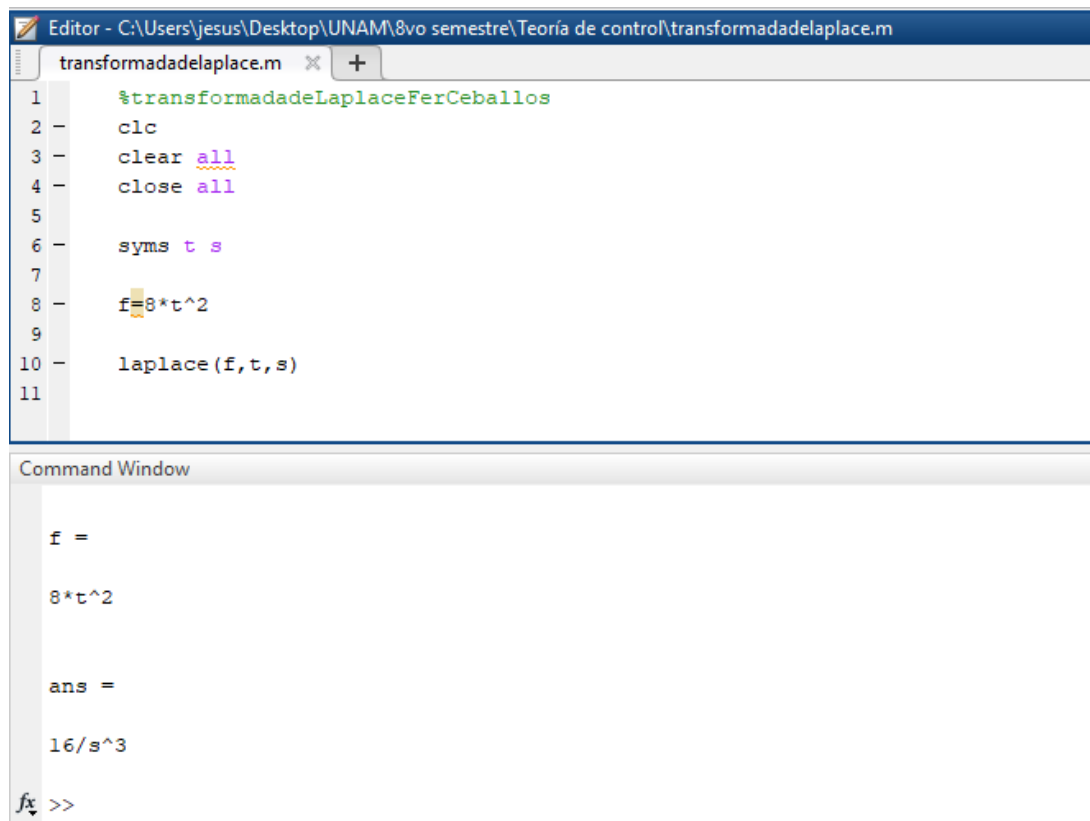 Editor - C:\Users\jesus\Desktop\UNAM\8vo semestre\Teoría de control\transformadadelaplace.m
transformadadelaplace.m × +
1 %transformadadeLaplaceFerCeballos
2 – clc
3 – clear all
4 – close all
5
6 – syms t s
7
8 – f=8*t^2
9
10 – laplace(f,t,s)
11
Command Window
f =
8*t^2
ans =
16/s^3
fx >>